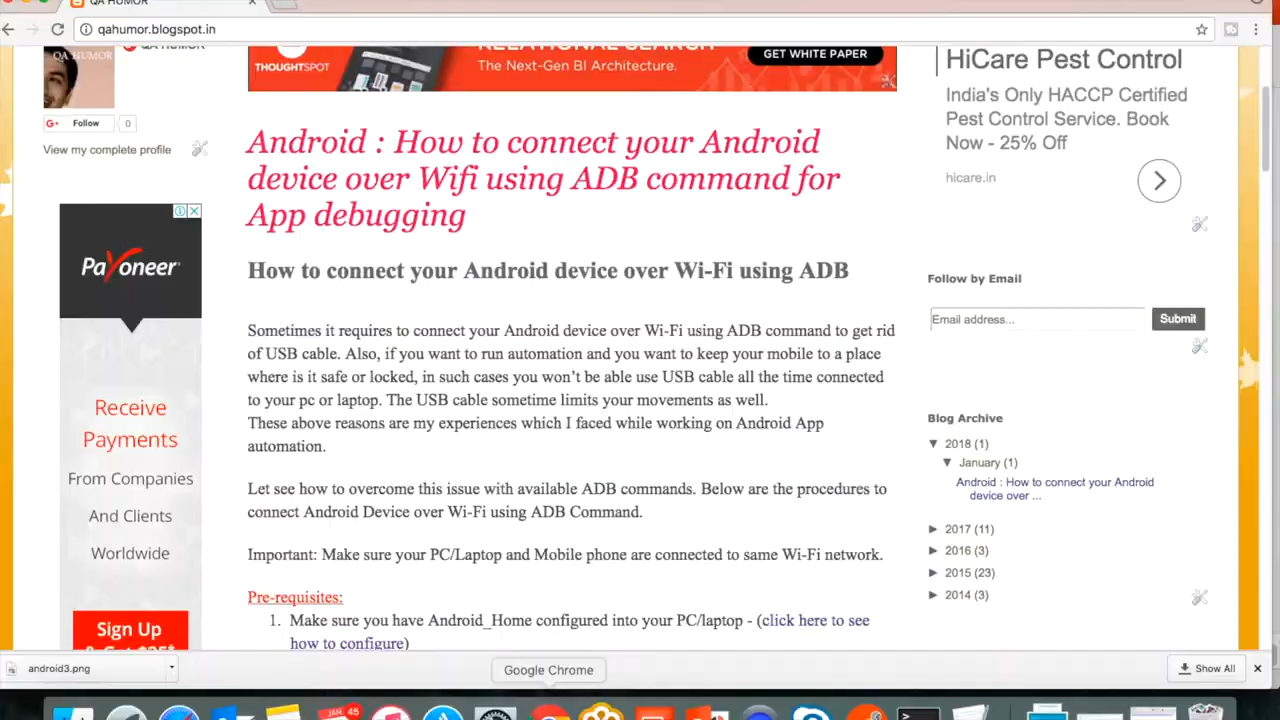 QA HUMOR
qahumor.blogspot.in
QA HUMOR
QA HUMOR
Follow
0
View my complete profile
THOUGHTSPOT
RELATIONAL SEARCH
The Next-Gen BI Architecture.
GET WHITE PAPER
HiCare Pest Control
India's Only HACCP Certified
Pest Control Service. Book
Now - 25% Off
hicare.in
Payoneer
Receive
Payments
From Companies
And Clients
Worldwide
Sign Up
Android : How to connect your Android
device over Wifi using ADB command for
App debugging
How to connect your Android device over Wi-Fi using ADB
Sometimes it requires to connect your Android device over Wi-Fi using ADB command to get rid
of USB cable. Also, if you want to run automation and you want to keep your mobile to a place
where is it safe or locked, in such cases you won't be able use USB cable all the time connected
to your pc or laptop. The USB cable sometime limits your movements as well.
These above reasons are my experiences which I faced while working on Android App
automation.
Let see how to overcome this issue with available ADB commands. Below are the procedures to
connect Android Device over Wi-Fi using ADB Command.
Important: Make sure your PC/Laptop and Mobile phone are connected to same Wi-Fi network.
Pre-requisites:
1. Make sure you have Android_Home configured into your PC/laptop - (click here to see
how to configure)
Follow by Email
Email address...
Submit
Blog Archive
▼ 2018 (1)
▼ January (1)
Android : How to connect your Android
device over ...
► 2017 (11)
► 2016 (3)
► 2015 (23)
► 2014 (3)
android3.png
Google Chrome
Show All
JAN 45